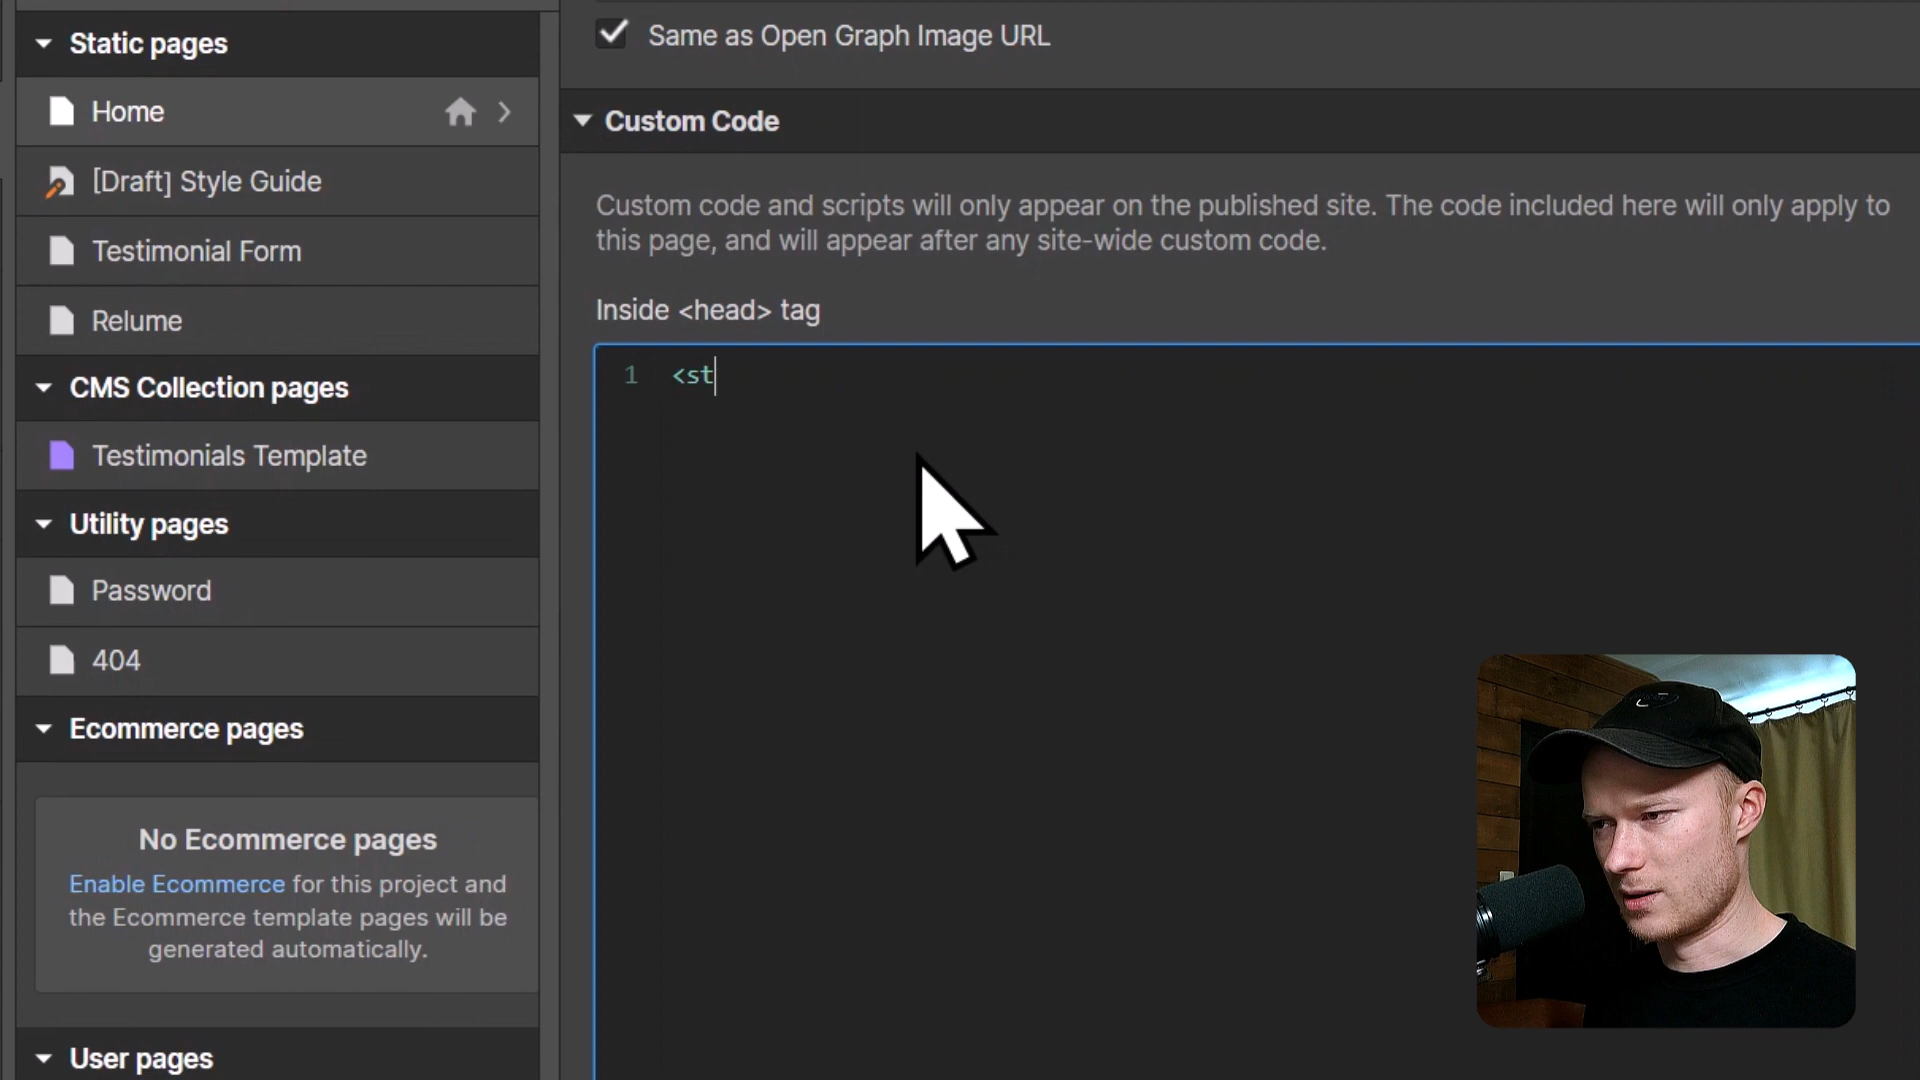 Static pages
Home
[Draft] Style Guide
Testimonial Form
Relume
CMS Collection pages
Testimonials Template
Utility pages
Password
404
Ecommerce pages
No Ecommerce pages
Enable Ecommerce for this project and
the Ecommerce template pages will be
generated automatically.
User pages
Same as Open Graph Image URL
Custom Code
Custom code and scripts will only appear on the published site. The code included here will only apply to
this page, and will appear after any site-wide custom code.
Inside <head> tag
1 <st